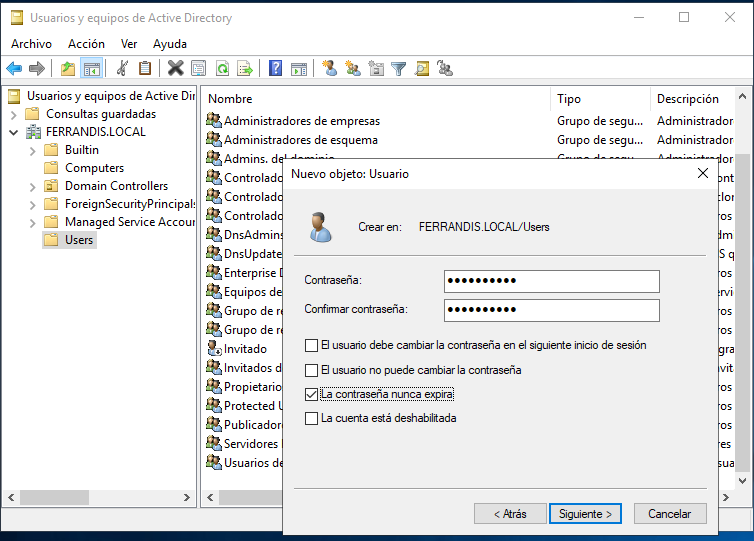 Usuarios y equipos de Active Directory
Archivo Acción Ver Ayuda
Usuarios y equipos de Active Dir
Consultas guardadas
FERRANDIS.LOCAL
Builtin
Computers
Domain Controllers
ForeignSecurityPrincipals
Managed Service Accour
Users
Nombre Tipo Descripción
Administradores de empresas Grupo de segu... Administrador
Administradores de esquema Grupo de segu... Administrador
Admins. del dominio
Controlado
Controlado
Controlado
DnsAdmins
DnsUpdate
Enterprise D
Equipos de
Grupo de re
Grupo de re
Invitado
Invitados d
Propietario
Protected U
Publicadore
Servidores
Usuarios de
Nuevo objeto: Usuario
Crear en: FERRANDIS.LOCAL/Users
Contraseña: ••••••••••
Confirmar contraseña: ••••••••••
El usuario debe cambiar la contraseña en el siguiente inicio de sesión
El usuario no puede cambiar la contraseña
La contraseña nunca expira
La cuenta está deshabilitada
< Atrás Siguiente > Cancelar